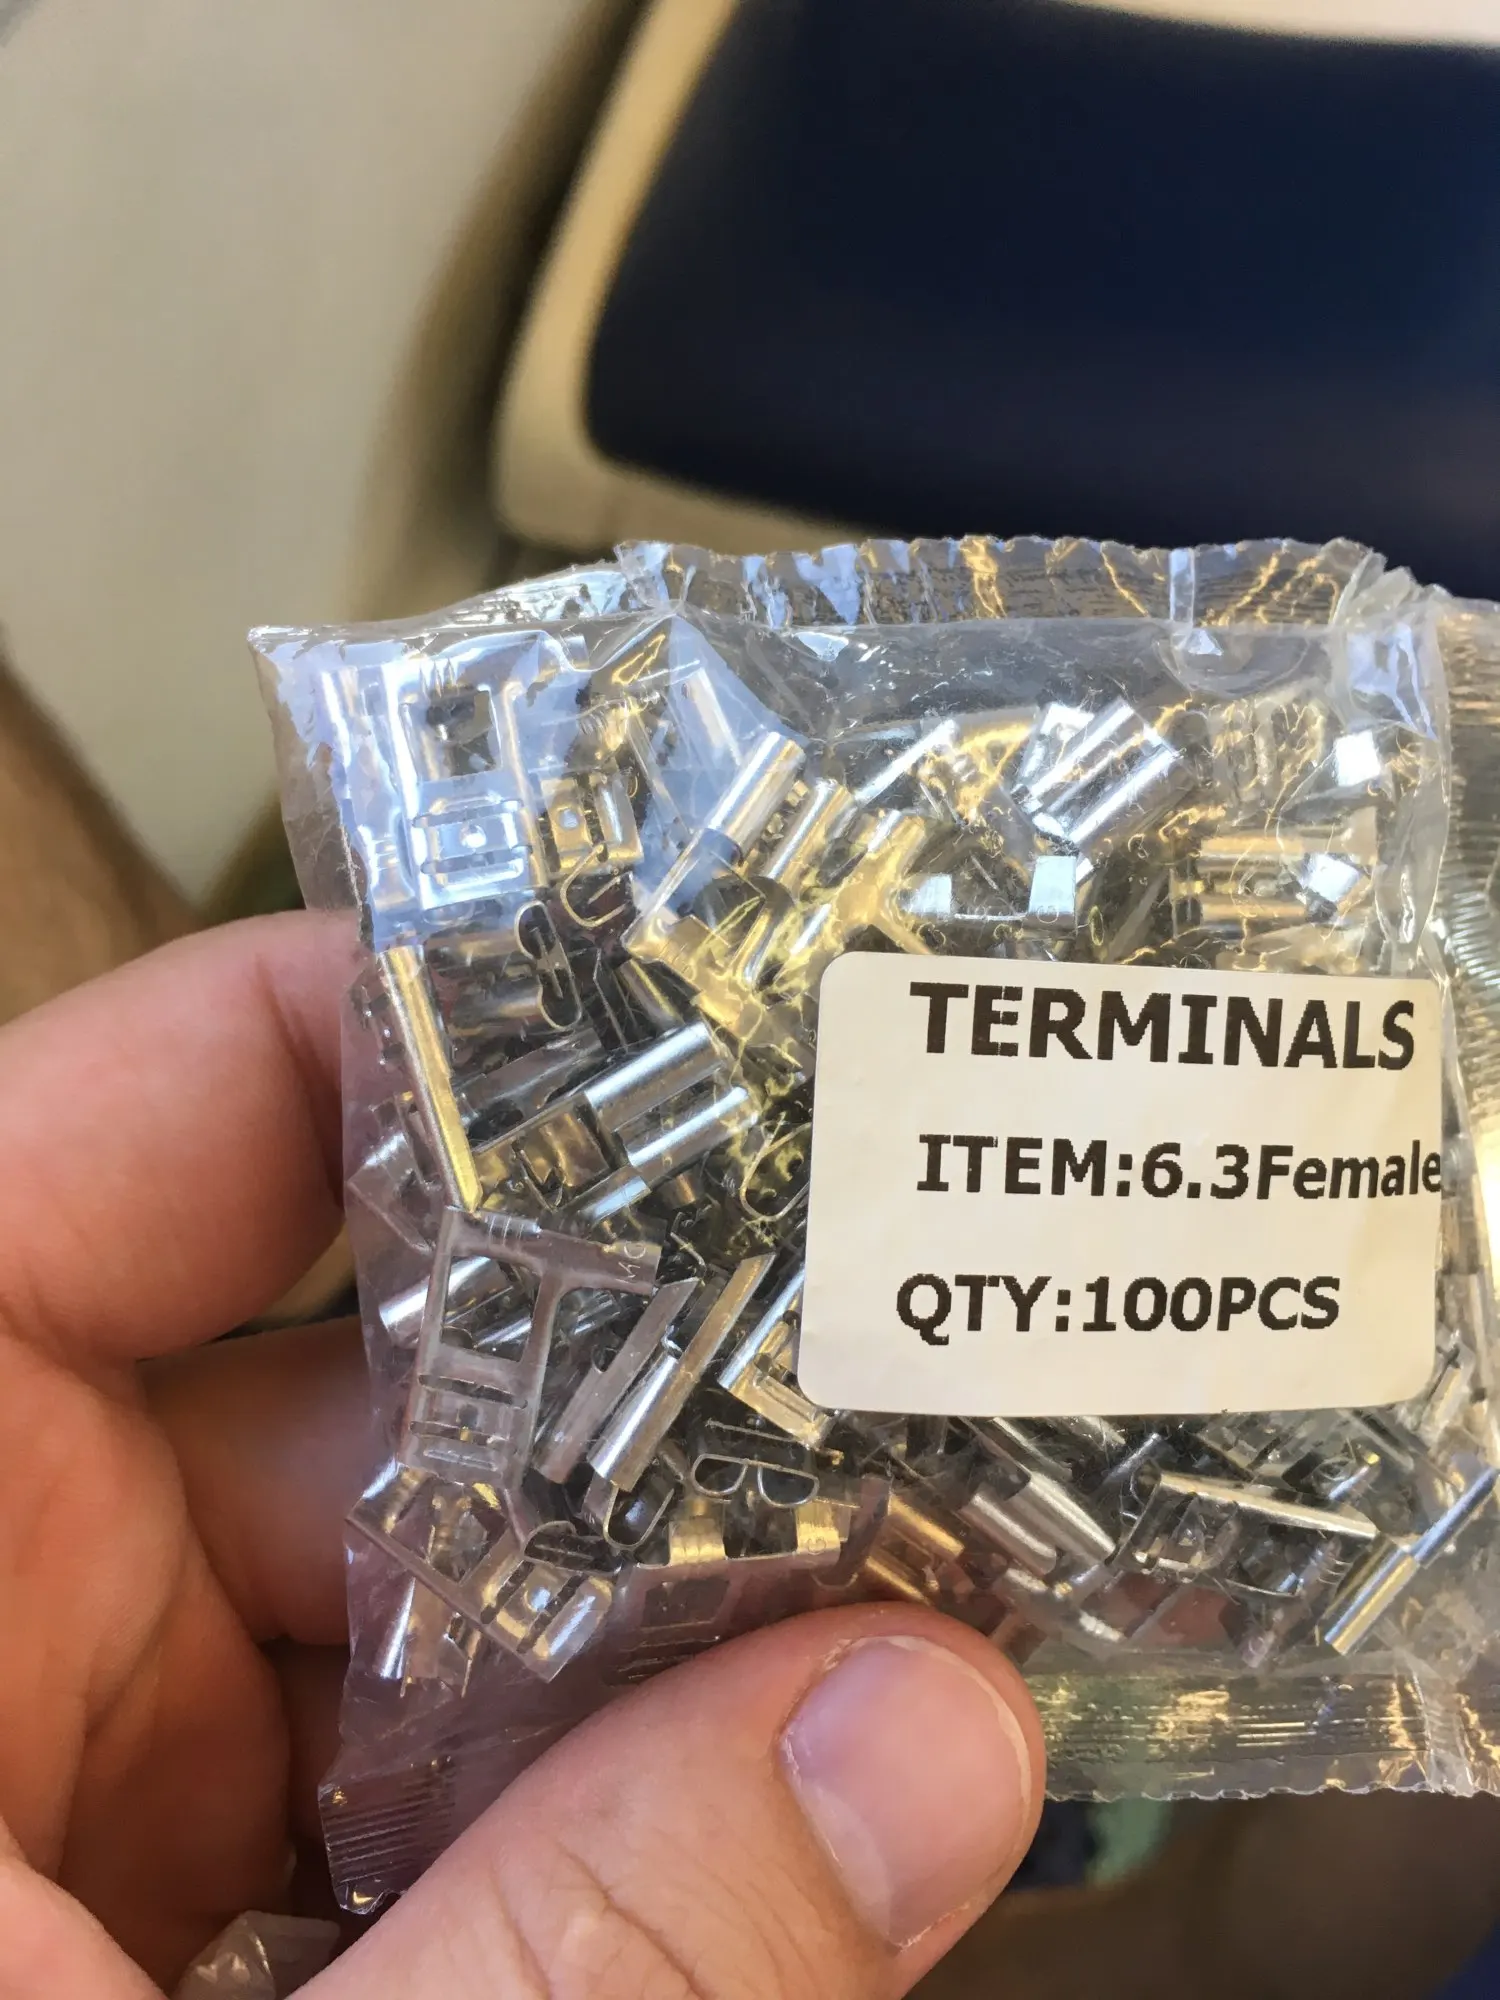 TERMINALS
ITEM:6.3Female
QTY:100PCS